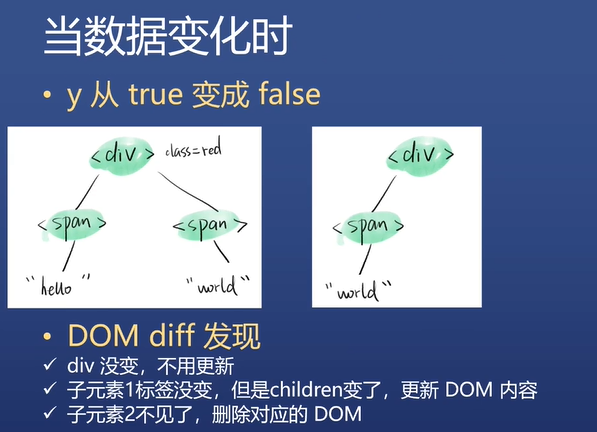 当数据变化时
• y 从 true 变成 false
<div> class=red
<span> <span>
"hello" "world"
<div>
<span>
"world"
• DOM diff 发现
✓ div 没变，不用更新
✓ 子元素1标签没变，但是children变了，更新 DOM 内容
✓ 子元素2不见了，删除对应的 DOM